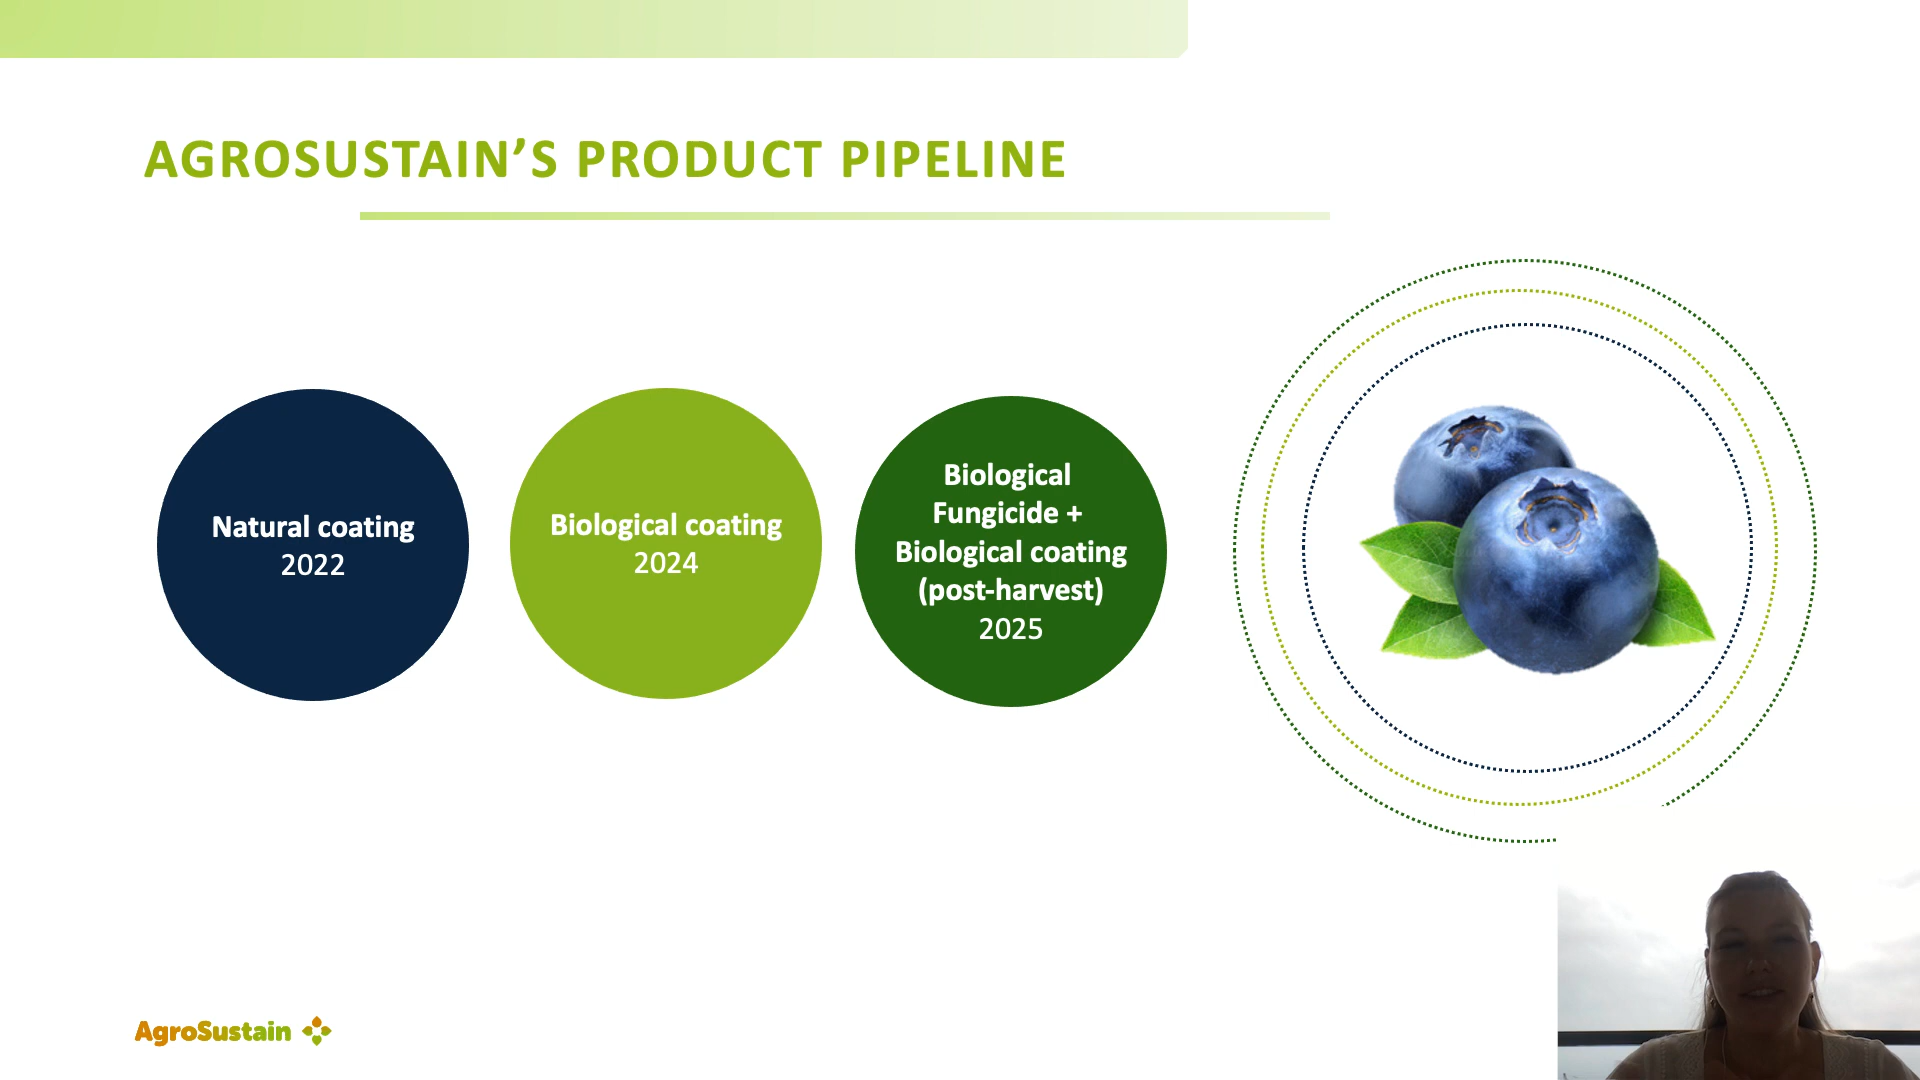 AGROSUSTAIN’S PRODUCT PIPELINE
Natural coating
2022
Biological coating
2024
Biological
Fungicide +
Biological coating
(post-harvest)
2025
AgroSustain